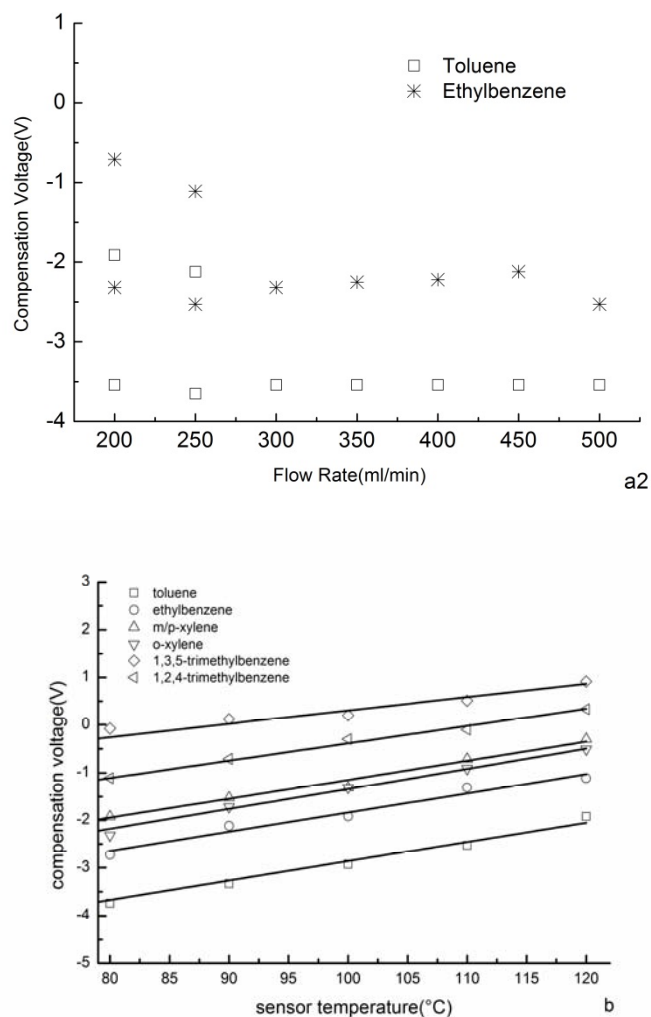 1
0
-1
-2
-3
-4
Compensation Voltage(V)
Toluene
Ethylbenzene
200 250 300 350 400 450 500
Flow Rate(ml/min)
a2
3
2
1
0
-1
-2
-3
-4
-5
compensation voltage(V)
toluene
ethylbenzene
m/p-xylene
o-xylene
1,3,5-trimethylbenzene
1,2,4-trimethylbenzene
80 85 90 95 100 105 110 115 120
sensor temperature(°C)
b